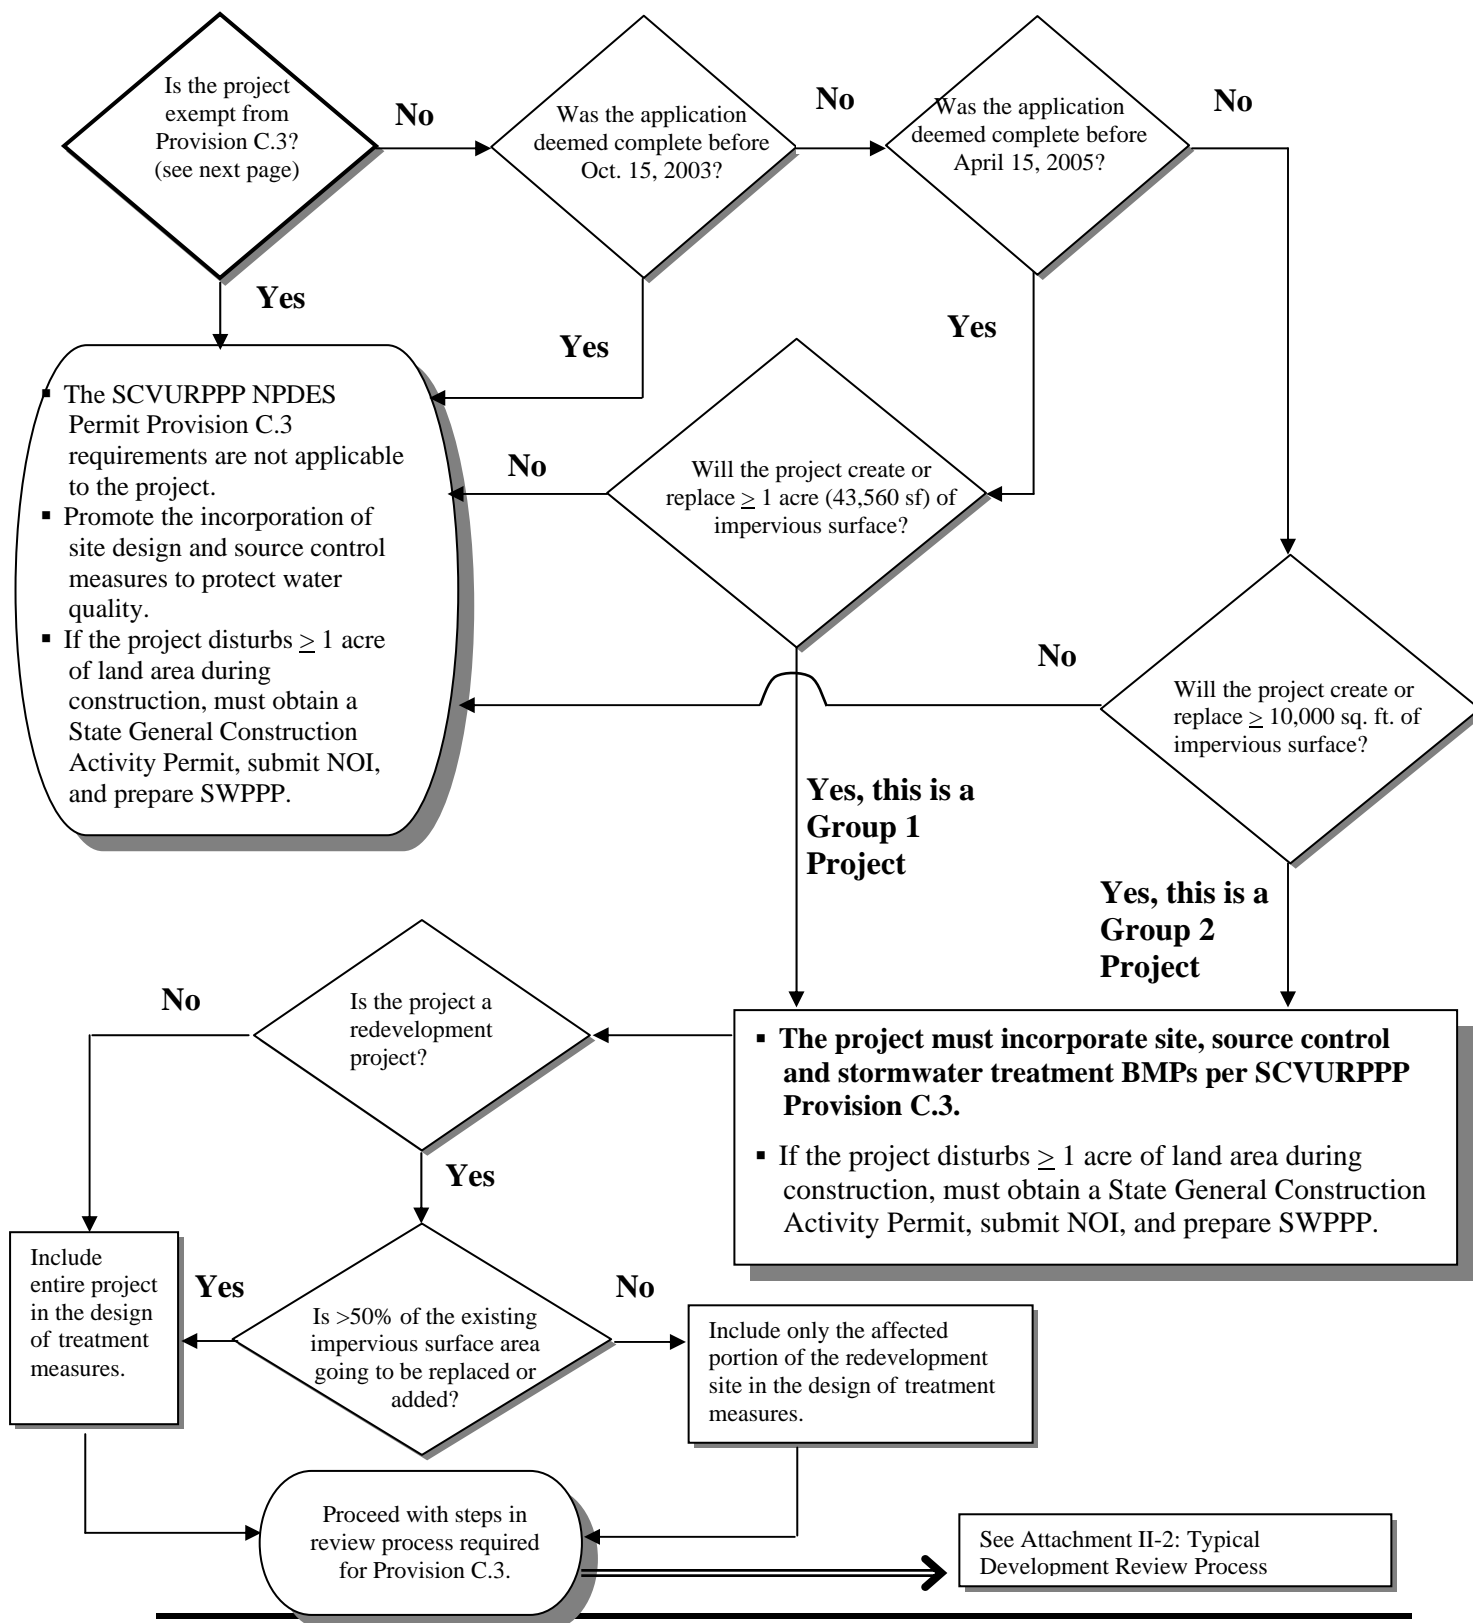 Is the project
exempt from
Provision C.3?
(see next page)
No
Was the application
deemed complete before
Oct. 15, 2003?
No
Was the application
deemed complete before
April 15, 2005?
No
Yes
Yes
Yes
▪ The SCVURPPP NPDES
Permit Provision C.3
requirements are not applicable
to the project.
▪ Promote the incorporation of
site design and source control
measures to protect water
quality.
▪ If the project disturbs ≥ 1 acre
of land area during
construction, must obtain a
State General Construction
Activity Permit, submit NOI,
and prepare SWPPP.
No
Will the project create or
replace ≥ 1 acre (43,560 sf) of
impervious surface?
No
Will the project create or
replace ≥ 10,000 sq. ft. of
impervious surface?
Yes, this is a
Group 1
Project
Yes, this is a
Group 2
Project
▪ The project must incorporate site, source control
and stormwater treatment BMPs per SCVURPPP
Provision C.3.
▪ If the project disturbs ≥ 1 acre of land area during
construction, must obtain a State General Construction
Activity Permit, submit NOI, and prepare SWPPP.
No
Is the project a
redevelopment
project?
Yes
Include
entire project
in the design
of treatment
measures.
Yes
Is >50% of the existing
impervious surface area
going to be replaced or
added?
No
Include only the affected
portion of the redevelopment
site in the design of treatment
measures.
Proceed with steps in
review process required
for Provision C.3.
See Attachment II-2: Typical
Development Review Process